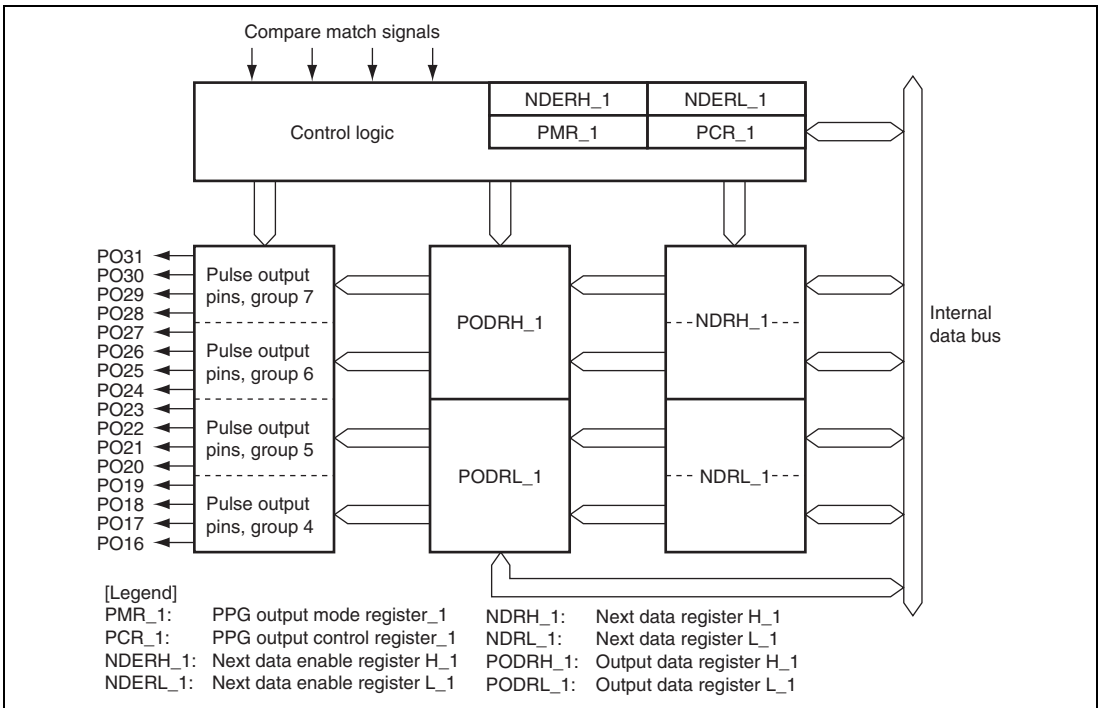 Compare match signals
NDERH_1 NDERL_1
Control logic PMR_1 PCR_1
PO31
PO30
PO29
PO28
PO27
PO26
PO25
PO24
PO23
PO22
PO21
PO20
PO19
PO18
PO17
PO16
Pulse output
pins, group 7
Pulse output
pins, group 6
Pulse output
pins, group 5
Pulse output
pins, group 4
PODRH_1
PODRL_1
NDRH_1
NDRL_1
Internal
data bus
[Legend]
PMR_1: PPG output mode register_1
PCR_1: PPG output control register_1
NDERH_1: Next data enable register H_1
NDERL_1: Next data enable register L_1
NDRH_1: Next data register H_1
NDRL_1: Next data register L_1
PODRH_1: Output data register H_1
PODRL_1: Output data register L_1